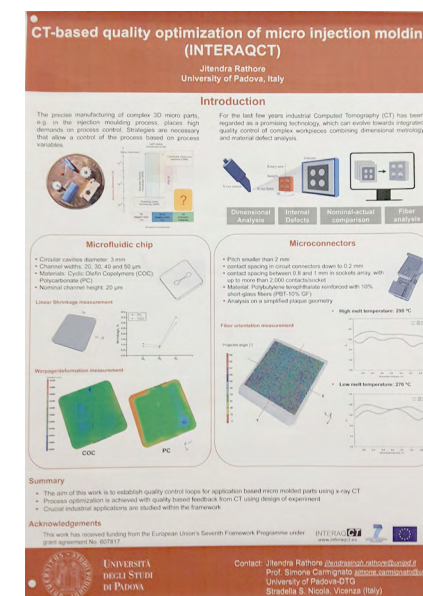 CT-based quality optimization of micro injection moldin
(INTERAQCT)
Jitendra Rathore
University of Padova, Italy
Introduction
The precise manufacturing of complex 3D micro parts,
e.g. in the injection moulding process, places high
demands on process control. Strategies are necessary
that allow a control of the process based on process
variables.
For the last few years industrial Computed Tomography (CT) has been
regarded as a promising technology, which can evolve towards integrated
quality control of complex workpieces combining dimensional metrology
and material defect analysis.
?
Dimensional
Analysis
Internal
Defects
Nominal-actual
comparison
Fiber
analysis
Microfluidic chip
• Circular cavities diameter: 3 mm
• Channel widths: 20, 30, 40 and 50 µm
• Materials: Cyclic Olefin Copolymers (COC)
Polycarbonate (PC)
• Nominal channel height: 20 µm
Linear Shrinkage measurement
Warpage/deformation measurement
COC
PC
Microconnectors
• Pitch smaller than 2 mm
• contact spacing in circuit connectors down to 0.2 mm
• contact spacing between 0.8 and 1 mm in sockets array, with
up to more than 2,000 contacts/socket
• Material: Polybutylene terephthalate reinforced with 10%
short-glass fibers (PBT-10% GF)
• Analysis on a simplified plaque geometry
Fiber orientation measurement
• High melt temperature: 290 °C
• Low melt temperature: 270 °C
Summary
• The aim of this work is to establish quality control loops for application based micro molded parts using x-ray CT
• Process optimization is achieved with quality based feedback from CT using design of experiment
• Crucial industrial applications are studied within the framework
Acknowledgements
This work has received funding from the European Union's Seventh Framework Programme under
grant agreement No. 607817.
INTERAQCT
UNIVERSITÀ
DEGLI STUDI
DI PADOVA
Contact: Jitendra Rathore jitendrasingh.rathore@unipd.it
Prof. Simone Carmignato simone.carmignato@u
University of Padova-DTG
Stradella S. Nicola, Vicenza (Italy)